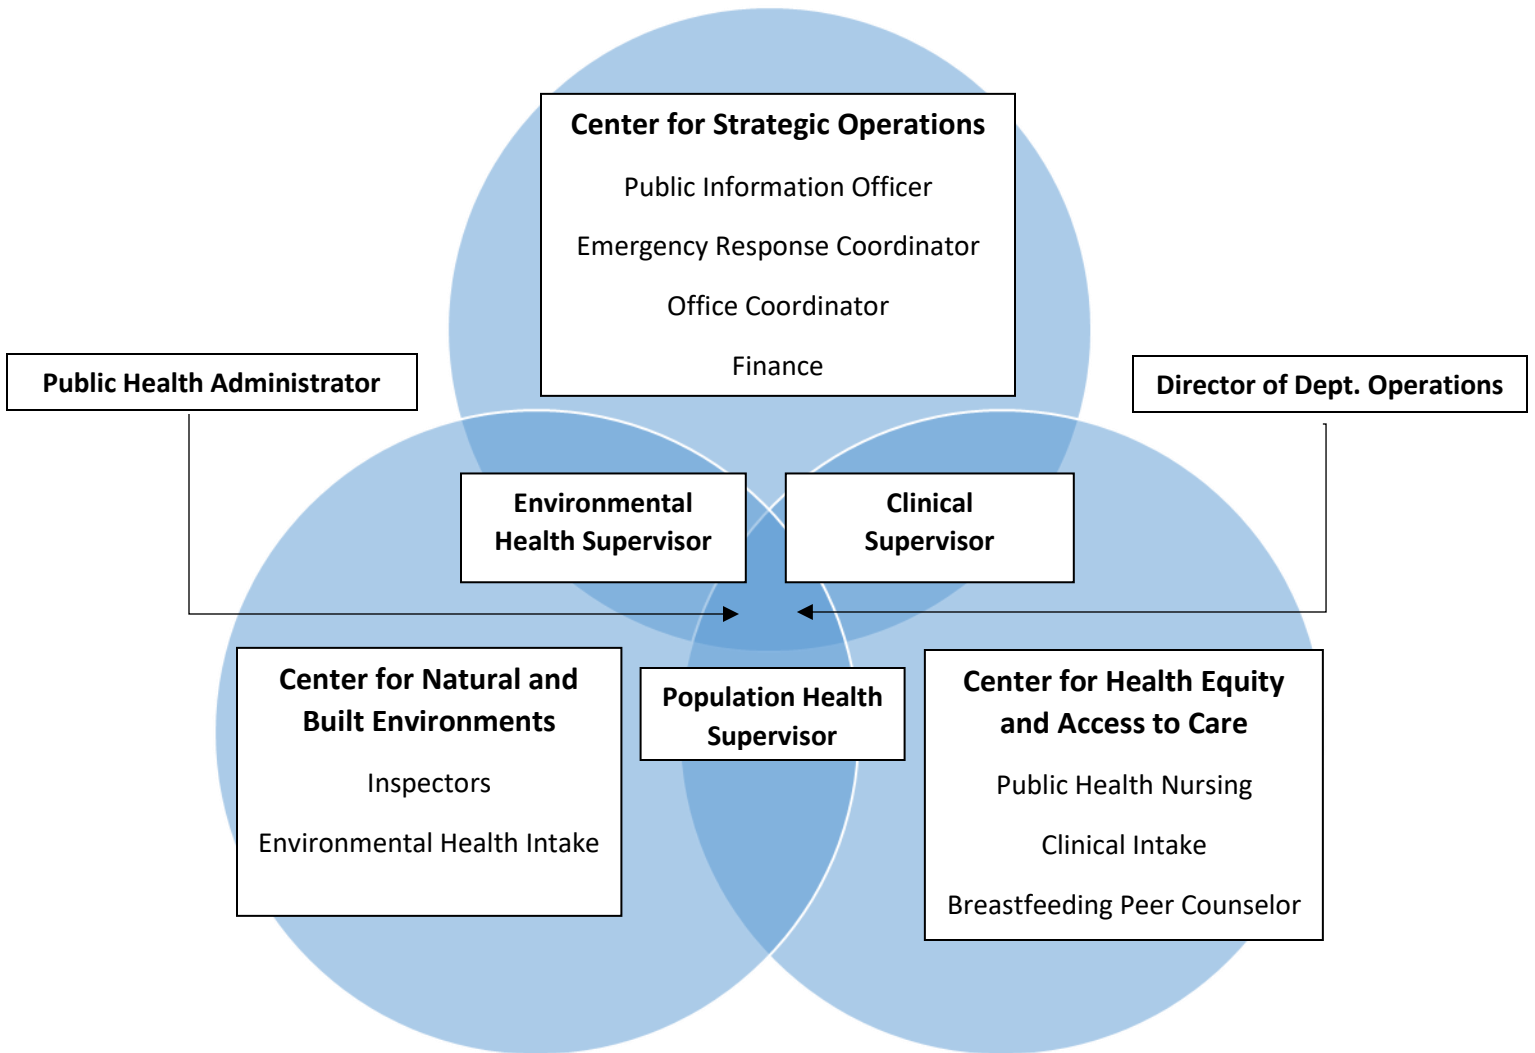 Center for Strategic Operations
Public Information Officer
Emergency Response Coordinator
Office Coordinator
Finance
Public Health Administrator
Director of Dept. Operations
Environmental
Health Supervisor
Clinical
Supervisor
Center for Natural and
Built Environments
Inspectors
Environmental Health Intake
Population Health
Supervisor
Center for Health Equity
and Access to Care
Public Health Nursing
Clinical Intake
Breastfeeding Peer Counselor